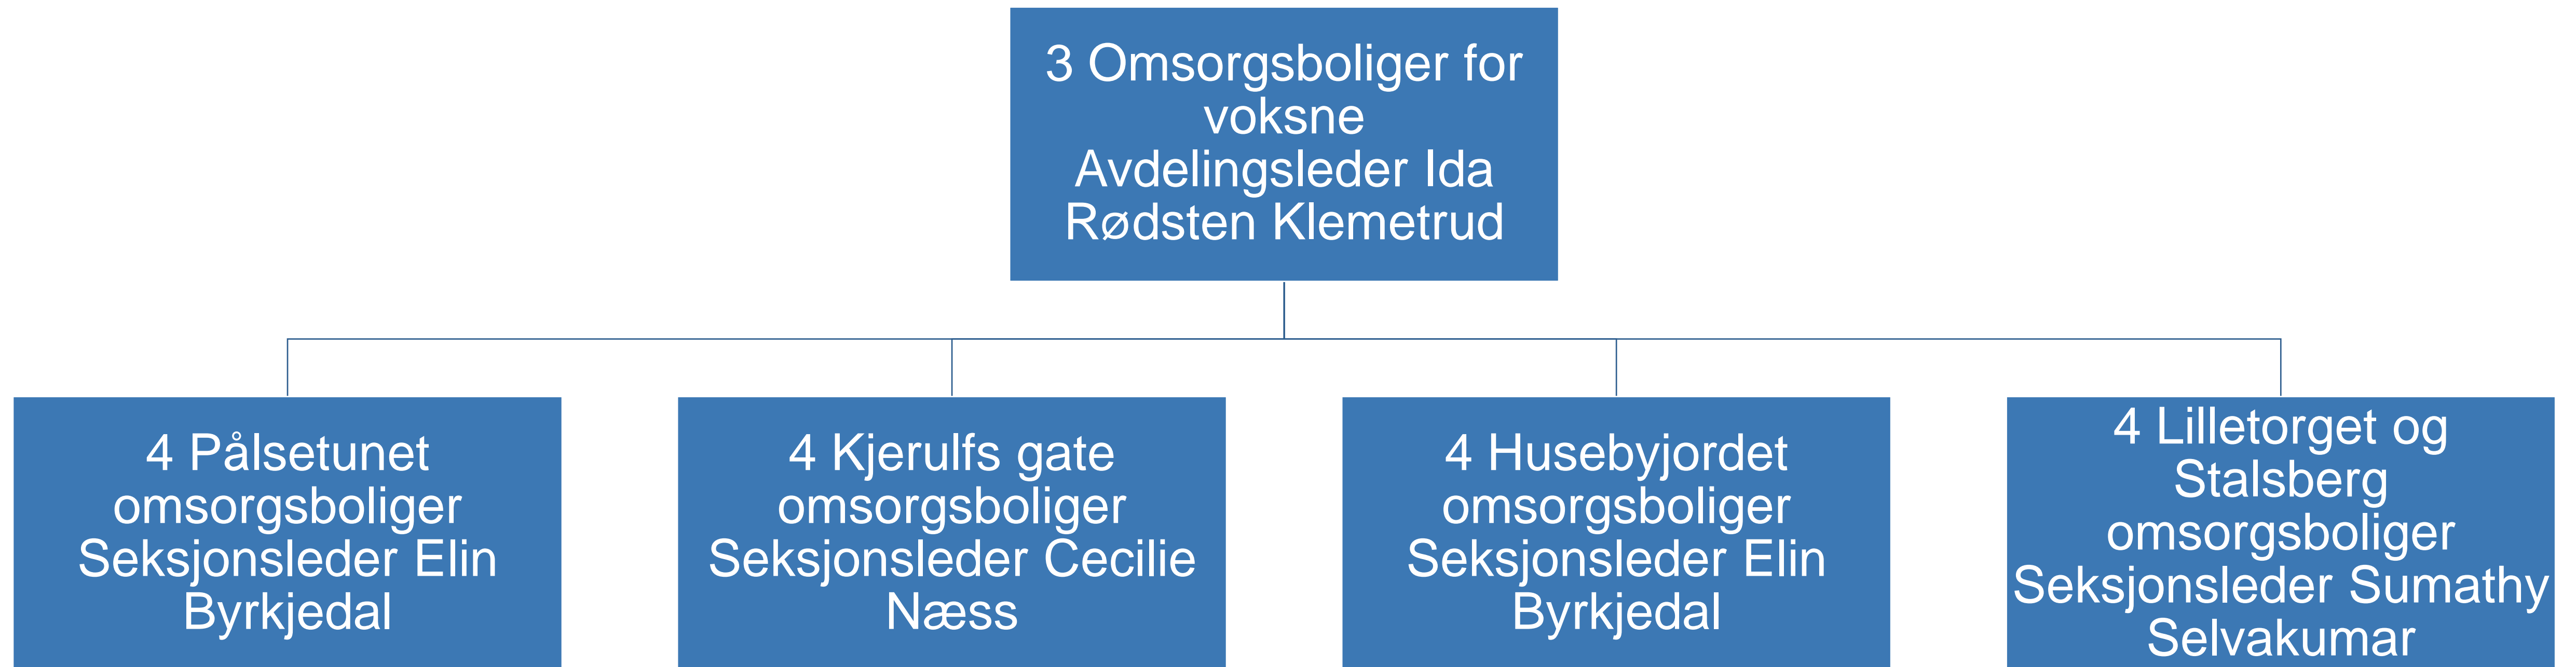 3 Omsorgsboliger for
voksne
Avdelingsleder Ida
Rødsten Klemetrud
4 Pålsetunet
omsorgsboliger
Seksjonsleder Elin
Byrkjedal
4 Kjerulfs gate
omsorgsboliger
Seksjonsleder Cecilie
Næss
4 Husebyjordet
omsorgsboliger
Seksjonsleder Elin
Byrkjedal
4 Lilletorget og
Stalsberg
omsorgsboliger
Seksjonsleder Sumathy
Selvakumar